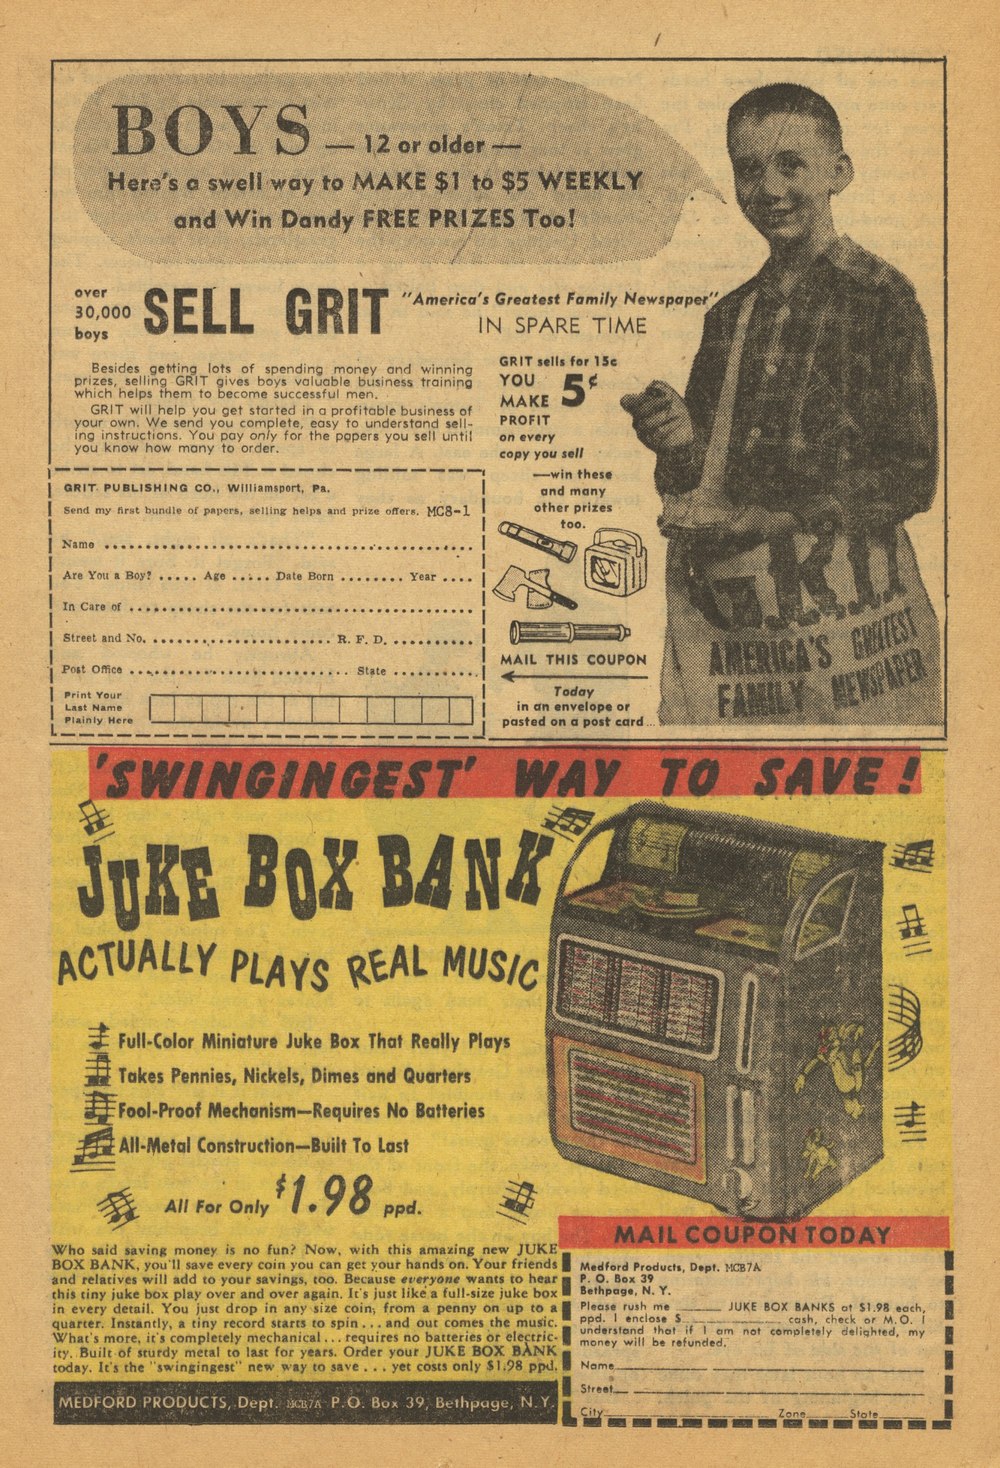 BOYS — 12 or older —
Here's a swell way to MAKE $1 to $5 WEEKLY
and Win Dandy FREE PRIZES Too!
over
30,000
boys
SELL GRIT
"America's Greatest Family Newspaper"
IN SPARE TIME
Besides getting lots of spending money and winning
prizes, selling GRIT gives boys valuable business training
which helps them to become successful men.
GRIT will help you get started in a profitable business of
your own. We send you complete, easy to understand sell-
ing instructions. You pay only for the papers you sell until
you know how many to order.
GRIT sells for 15c
YOU
MAKE 5¢
PROFIT
on every
copy you sell
—win these
and many
other prizes
too.
MAIL THIS COUPON
Today
in an envelope or
pasted on a post card...
GRIT
AMERICA'S GREATEST
FAMILY NEWSPAPER
GRIT PUBLISHING CO., Williamsport, Pa.
Send my first bundle of papers, selling helps and prize offers. MC8-1
Name
Are You a Boy? ..... Age ..... Date Born ........ Year ....
In Care of
Street and No. ........ R. F. D. ........
Post Office ........ State ........
Print Your
Last Name
Plainly Here
'SWINGINGEST' WAY TO SAVE!
JUKE BOX BANK
ACTUALLY PLAYS REAL MUSIC
Full-Color Miniature Juke Box That Really Plays
Takes Pennies, Nickels, Dimes and Quarters
Fool-Proof Mechanism—Requires No Batteries
All-Metal Construction—Built To Last
All For Only $1.98 ppd.
Who said saving money is no fun? Now, with this amazing new JUKE
BOX BANK, you'll save every coin you can get your hands on. Your friends
and relatives will add to your savings, too. Because everyone wants to hear
this tiny juke box play over and over again. It's just like a full-size juke box
in every detail. You just drop in any size coin, from a penny on up to a
quarter. Instantly, a tiny record starts to spin... and out comes the music.
What's more, it's completely mechanical... requires no batteries or electric-
ity. Built of sturdy metal to last for years. Order your JUKE BOX BANK
today. It's the "swingingest" new way to save... yet costs only $1.98 ppd.
MEDFORD PRODUCTS, Dept. MCB7A P.O. Box 39, Bethpage, N.Y.
MAIL COUPON TODAY
Medford Products, Dept. MCB7A
P. O. Box 39
Bethpage, N. Y.
Please rush me ______ JUKE BOX BANKS at $1.98 each,
ppd. I enclose $______ cash, check or M.O. I
understand that if I am not completely delighted, my
money will be refunded.
Name
Street
City ______ Zone ______ State